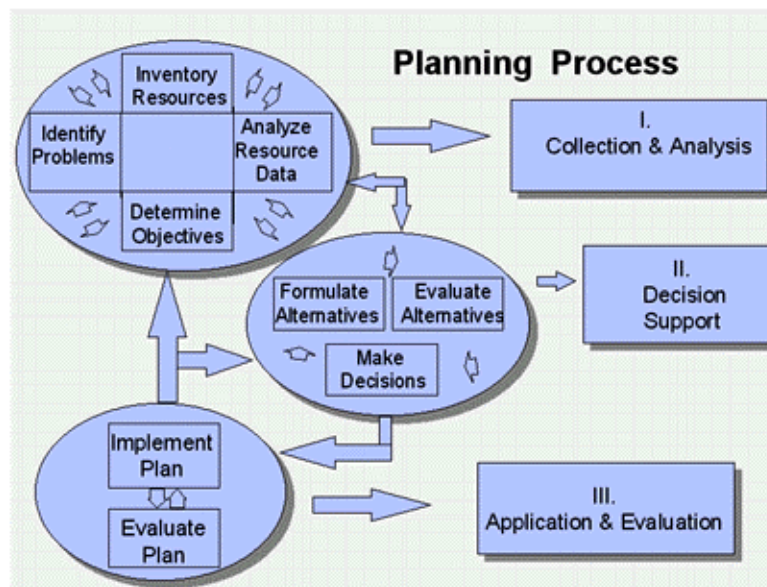 Planning Process
Inventory
Resources
Identify
Problems
Analyze
Resource
Data
Determine
Objectives
I.
Collection & Analysis
Formulate
Alternatives
Evaluate
Alternatives
Make
Decisions
II.
Decision
Support
Implement
Plan
Evaluate
Plan
III.
Application & Evaluation